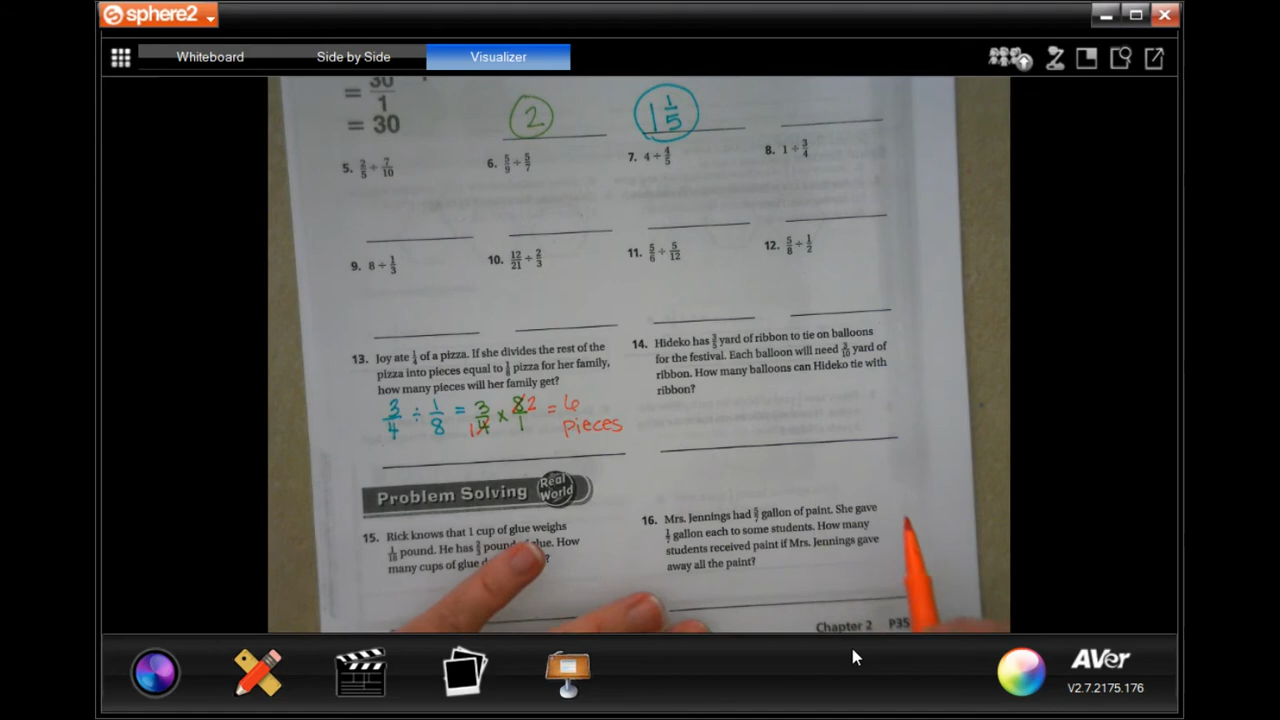 sphere2
Whiteboard Side by Side Visualizer
= 30/1
= 30
2
1 1/5
5. 2/5 ÷ 7/10
6. 5/9 ÷ 5/7
7. 4 ÷ 4/5
8. 1 ÷ 3/4
9. 8 ÷ 1/3
10. 12/21 ÷ 2/3
11. 5/6 ÷ 5/12
12. 5/8 ÷ 1/2
13. Joy ate 1/4 of a pizza. If she divides the rest of the
pizza into pieces equal to 1/8 pizza for her family,
how many pieces will her family get?
3/4 ÷ 1/8 = 3/4 × 8/1 = 6
1 2
pieces
14. Hideko has 3/5 yard of ribbon to tie on balloons
for the festival. Each balloon will need 3/10 yard of
ribbon. How many balloons can Hideko tie with
ribbon?
Problem Solving Real World
15. Rick knows that 1 cup of glue weighs
1/18 pound. He has 2/3 pound of glue. How
many cups of glue ?
16. Mrs. Jennings had 5/7 gallon of paint. She gave
1/7 gallon each to some students. How many
students received paint if Mrs. Jennings gave
away all the paint?
Chapter 2 P35
AVer
V2.7.2175.176